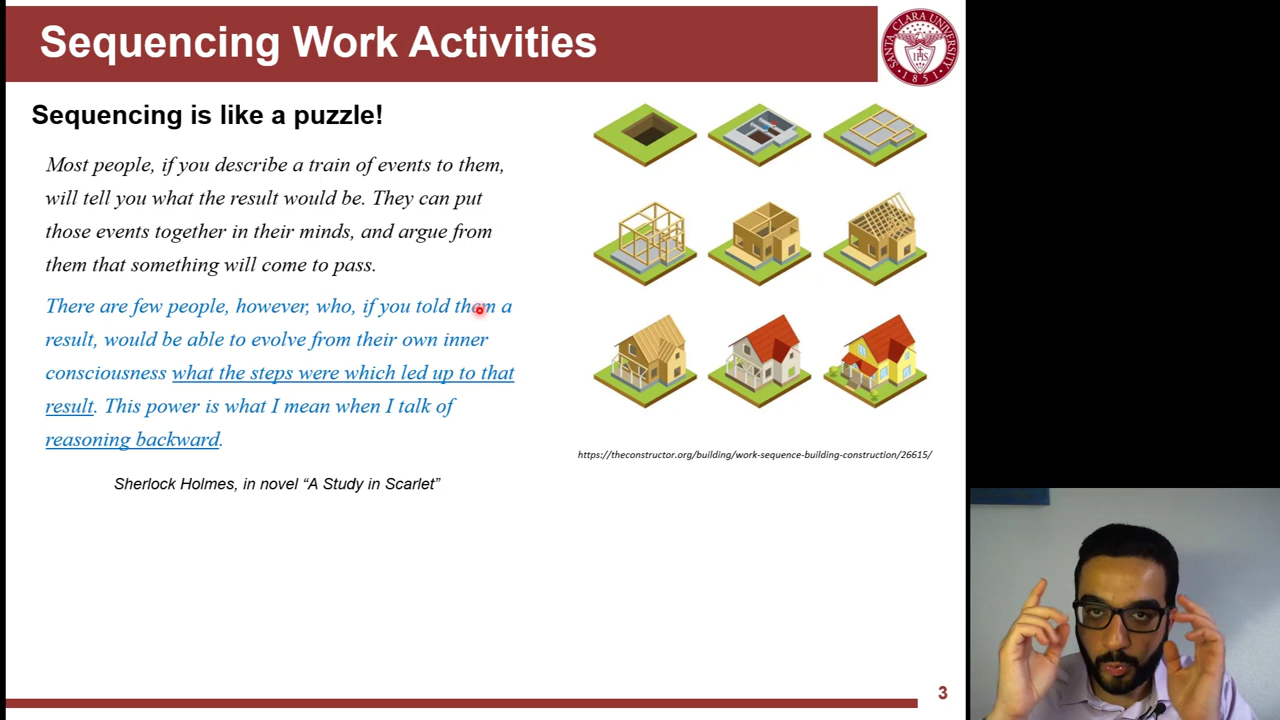 Sequencing Work Activities
SANTA CLARA UNIVERSITY
IHS
• 1851 •
Sequencing is like a puzzle!
Most people, if you describe a train of events to them,
will tell you what the result would be. They can put
those events together in their minds, and argue from
them that something will come to pass.
There are few people, however, who, if you told them a
result, would be able to evolve from their own inner
consciousness what the steps were which led up to that
result. This power is what I mean when I talk of
reasoning backward.
Sherlock Holmes, in novel “A Study in Scarlet”
https://theconstructor.org/building/work-sequence-building-construction/26615/
3